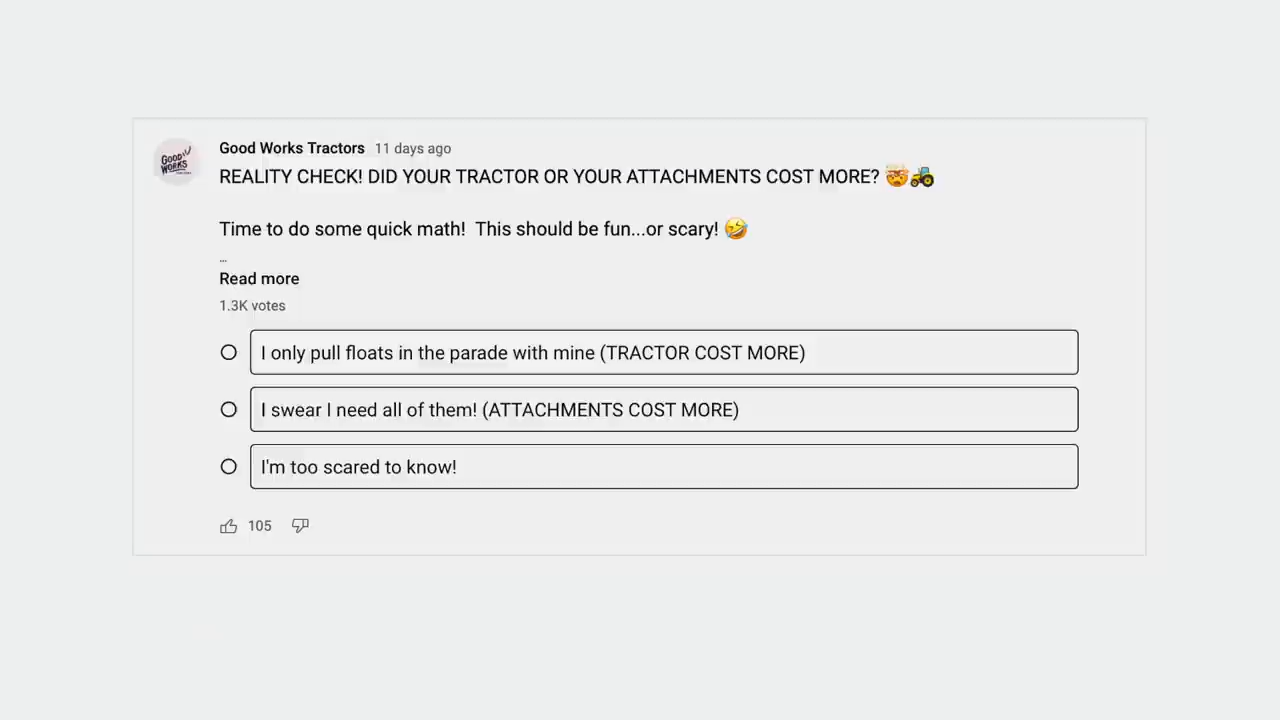 GOOD WORKS
Good Works Tractors 11 days ago
REALITY CHECK! DID YOUR TRACTOR OR YOUR ATTACHMENTS COST MORE? 🤯🚜
Time to do some quick math!  This should be fun...or scary! 🤣
...
Read more
1.3K votes
I only pull floats in the parade with mine (TRACTOR COST MORE)
I swear I need all of them! (ATTACHMENTS COST MORE)
I'm too scared to know!
105